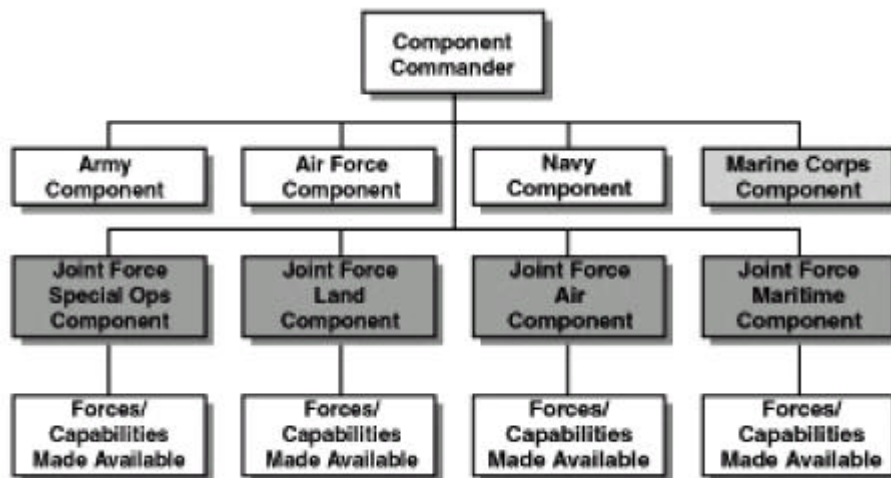 Component
Commander
Army
Component
Air Force
Component
Navy
Component
Marine Corps
Component
Joint Force
Special Ops
Component
Joint Force
Land
Component
Joint Force
Air
Component
Joint Force
Maritime
Component
Forces/
Capabilities
Made Available
Forces/
Capabilities
Made Available
Forces/
Capabilities
Made Available
Forces/
Capabilities
Made Available